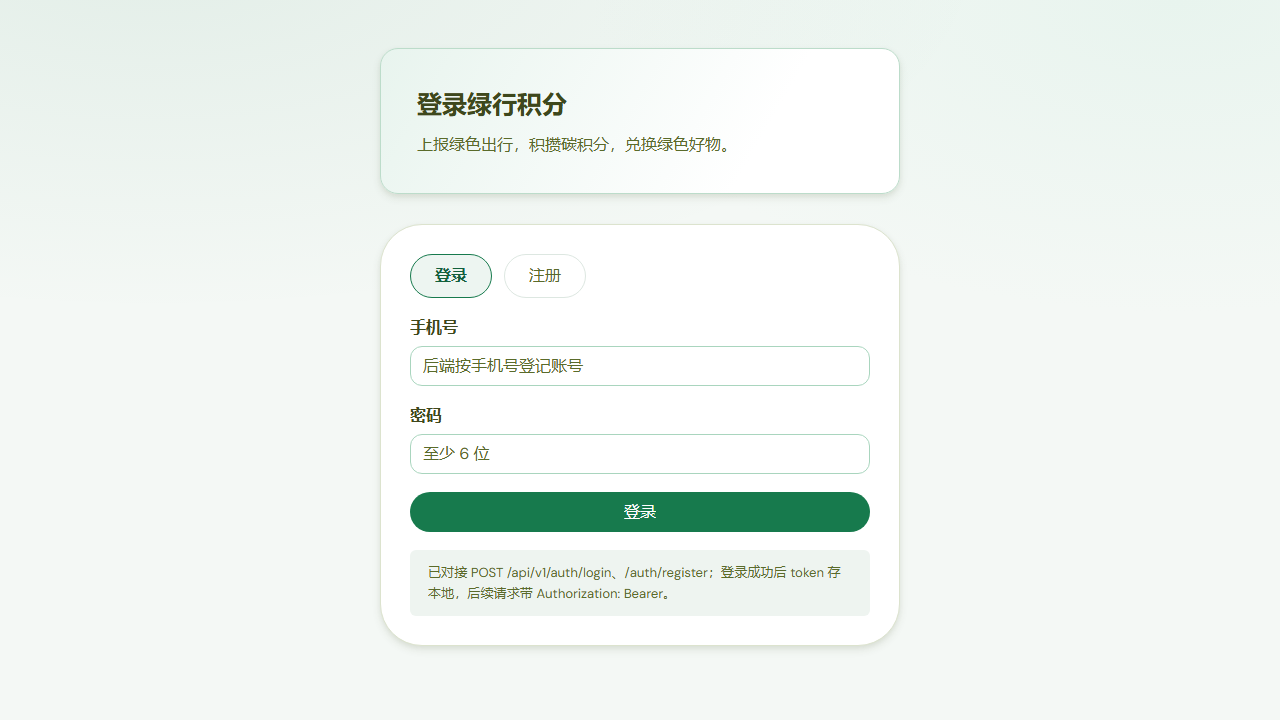 登录绿行积分
上报绿色出行，积攒碳积分，兑换绿色好物。
登录
注册
手机号
后端按手机号登记账号
密码
至少 6 位
登录
已对接 POST /api/v1/auth/login、/auth/register；登录成功后 token 存
本地，后续请求带 Authorization: Bearer。